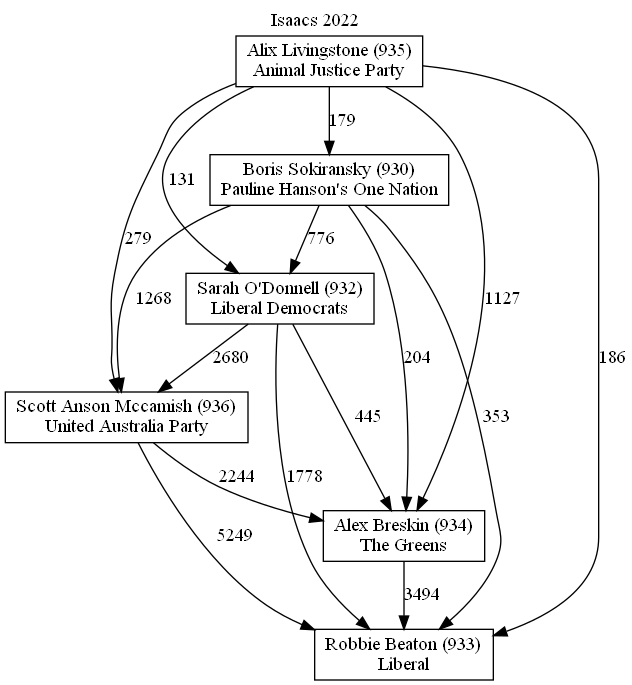 Isaacs 2022
Alix Livingstone (935)
Animal Justice Party
179
Boris Sokiransky (930)
Pauline Hanson's One Nation
131
279
1268
776
Sarah O'Donnell (932)
Liberal Democrats
204
1127
186
2680
445
353
Scott Anson Mccamish (936)
United Australia Party
2244
1778
5249
Alex Breskin (934)
The Greens
3494
Robbie Beaton (933)
Liberal